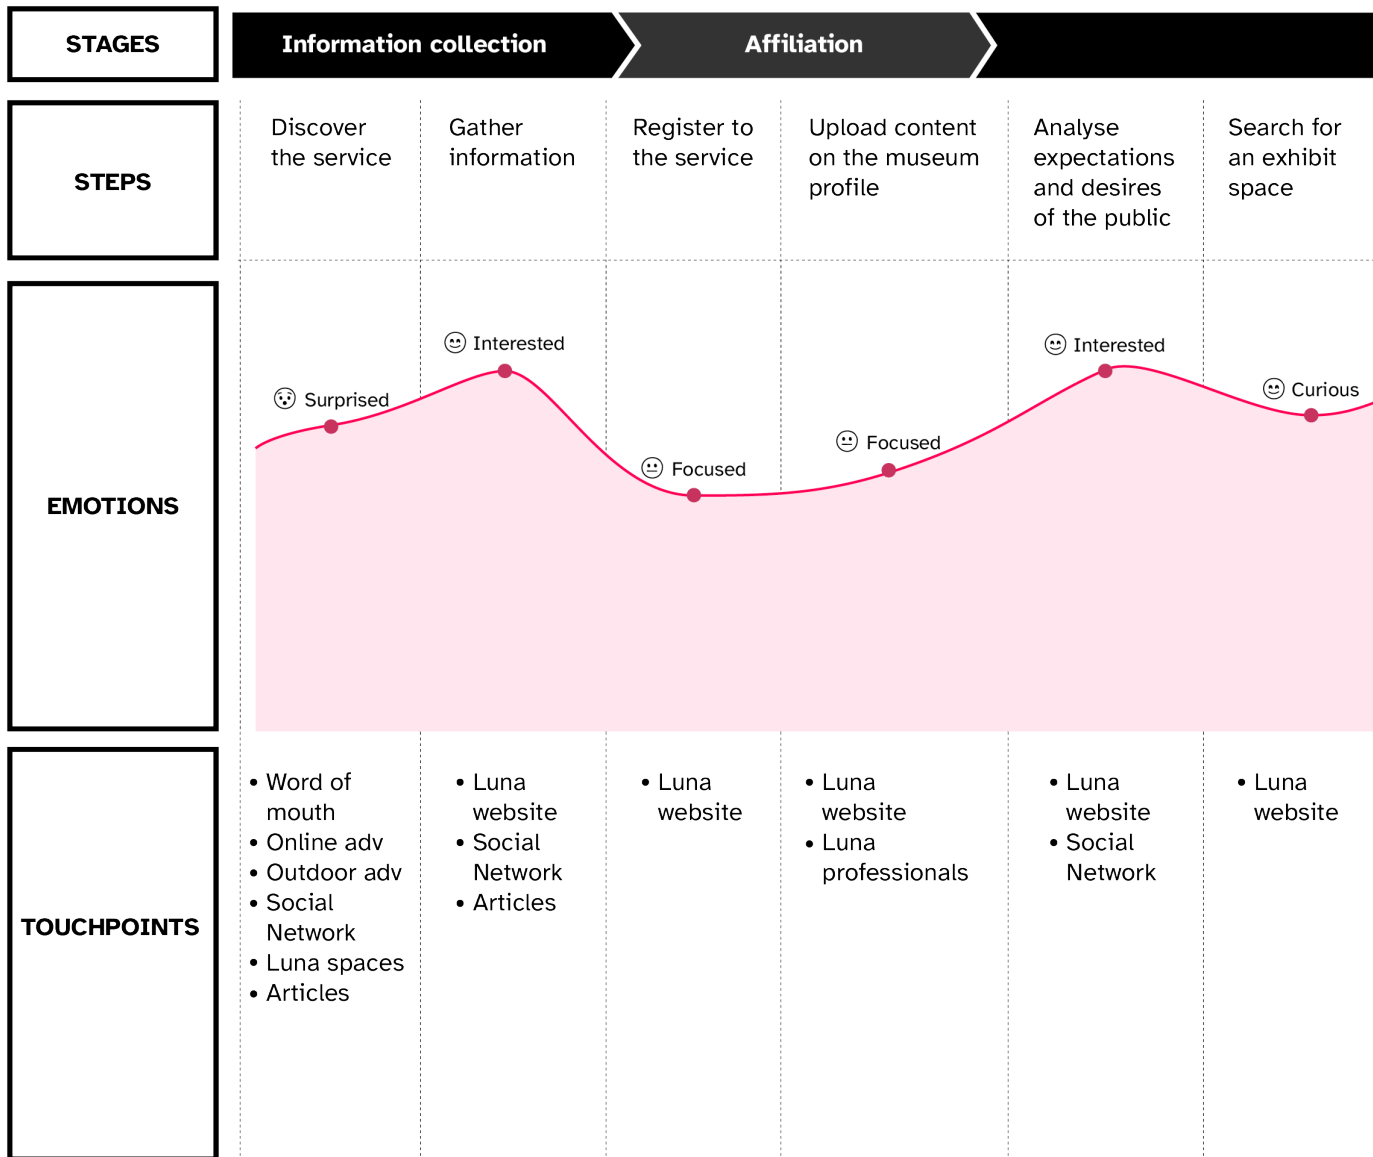 STAGES
Information collection
Affiliation
STEPS
Discover
the service
Gather
information
Register to
the service
Upload content
on the museum
profile
Analyse
expectations
and desires
of the public
Search for
an exhibit
space
EMOTIONS
Surprised
Interested
Focused
Focused
Interested
Curious
TOUCHPOINTS
• Word of
mouth
• Online adv
• Outdoor adv
• Social
Network
• Luna spaces
• Articles
• Luna
website
• Social
Network
• Articles
• Luna
website
• Luna
website
• Luna
professionals
• Luna
website
• Social
Network
• Luna
website